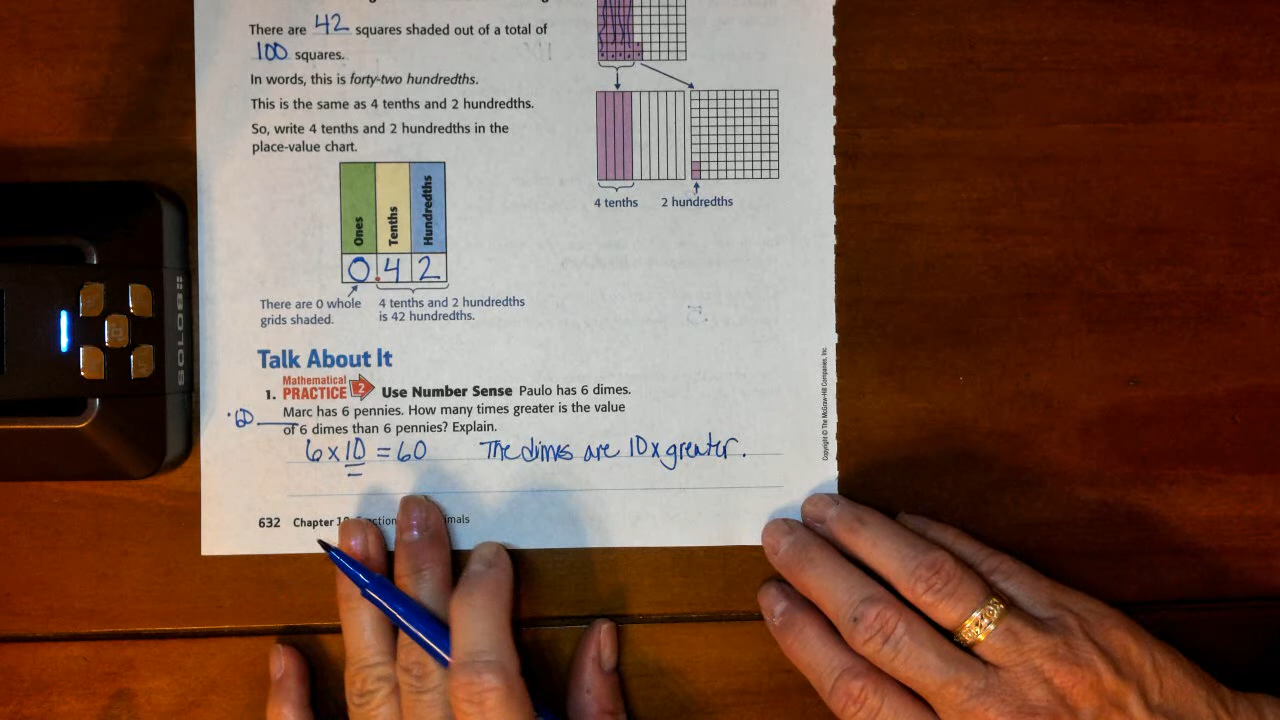 There are 42 squares shaded out of a total of
100 squares.
In words, this is forty-two hundredths.
This is the same as 4 tenths and 2 hundredths.
So, write 4 tenths and 2 hundredths in the
place-value chart.
4 tenths 2 hundredths
Ones Tenths Hundredths
0.42
There are 0 whole
grids shaded.
4 tenths and 2 hundredths
is 42 hundredths.
Talk About It
1. Mathematical PRACTICE 2 Use Number Sense Paulo has 6 dimes.
Marc has 6 pennies. How many times greater is the value
of 6 dimes than 6 pennies? Explain.
6 x 10 = 60 The dimes are 10x greater.
632 Chapter
Copyright © The McGraw-Hill Companies, Inc.
SOLO8